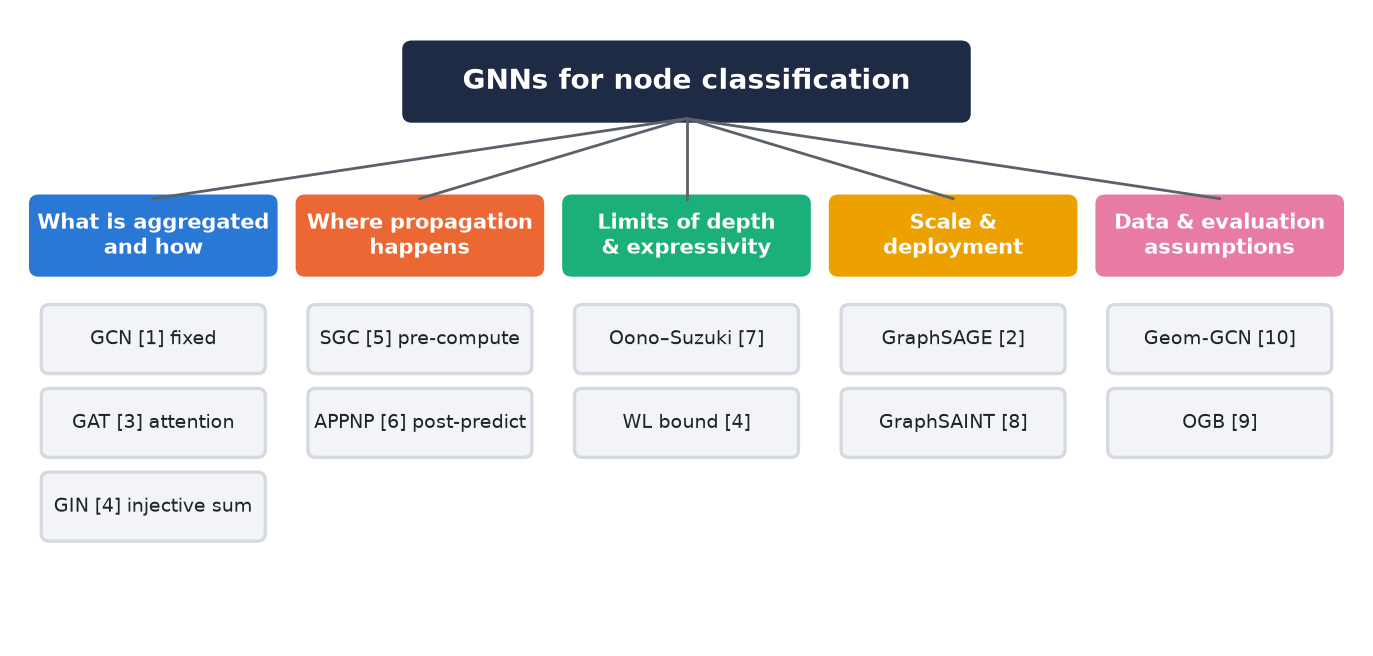 GNNs for node classification
What is aggregated
and how
Where propagation
happens
Limits of depth
& expressivity
Scale &
deployment
Data & evaluation
assumptions
GCN [1] fixed
SGC [5] pre-compute
Oono–Suzuki [7]
GraphSAGE [2]
Geom-GCN [10]
GAT [3] attention
APPNP [6] post-predict
WL bound [4]
GraphSAINT [8]
OGB [9]
GIN [4] injective sum